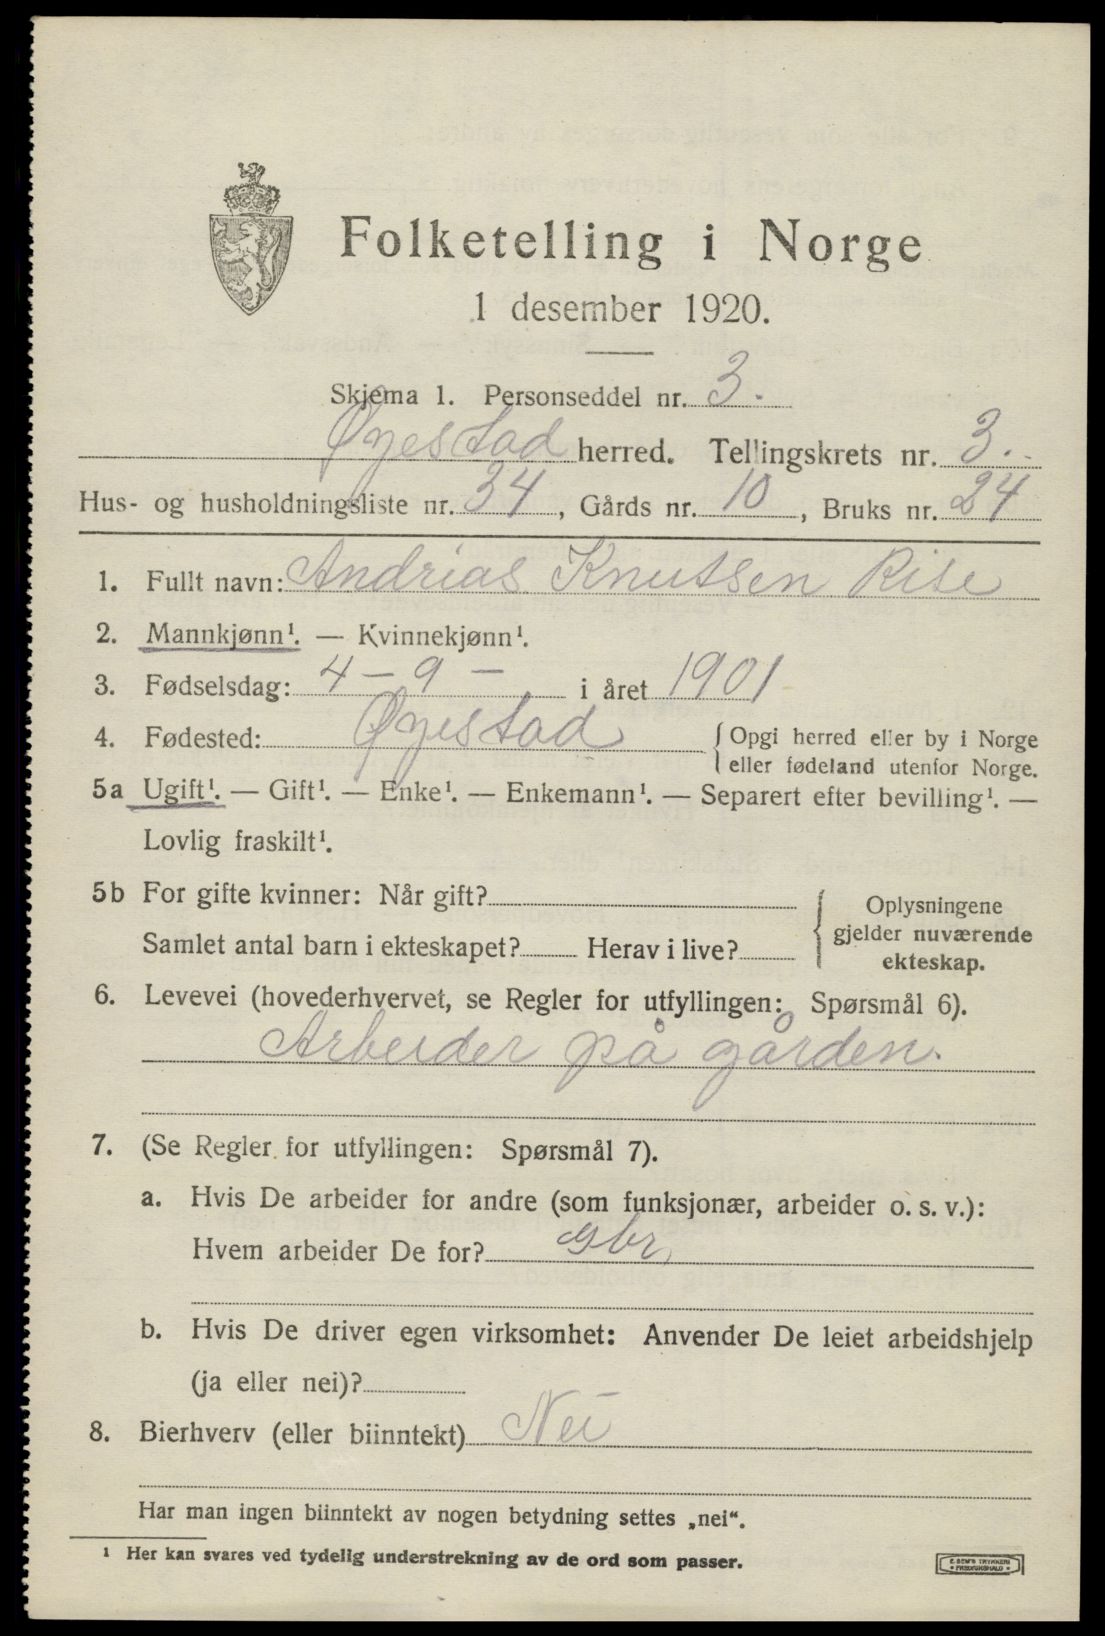 Folketelling i Norge
1 desember 1920.
Skjema 1. Personseddel nr. 3.
Øyestad herred. Tellingskrets nr. 3.
Hus- og husholdningsliste nr. 34, Gårds nr. 10, Bruks nr. 24
1. Fullt navn: Andrias Knutsen Rise
2. Mannkjønn¹. — Kvinnekjønn¹.
3. Fødselsdag: 4 – 9 – i året 1901
4. Fødested: Øyestad { Opgi herred eller by i Norge
eller fødeland utenfor Norge.
5a Ugift¹. — Gift¹. — Enke¹. — Enkemann¹. — Separert efter bevilling¹. —
Lovlig fraskilt¹.
5b For gifte kvinner: Når gift?
Samlet antal barn i ekteskapet? Herav i live?
{ Oplysningene
gjelder nuværende
ekteskap.
6. Levevei (hovederhvervet, se Regler for utfyllingen: Spørsmål 6).
Arbeider på gården.
7. (Se Regler for utfyllingen: Spørsmål 7).
a. Hvis De arbeider for andre (som funksjonær, arbeider o. s. v.):
Hvem arbeider De for? Gbr,
b. Hvis De driver egen virksomhet: Anvender De leiet arbeidshjelp
(ja eller nei)?
8. Bierhverv (eller biinntekt) Nei
Har man ingen biinntekt av nogen betydning settes „nei“.
¹ Her kan svares ved tydelig understrekning av de ord som passer.